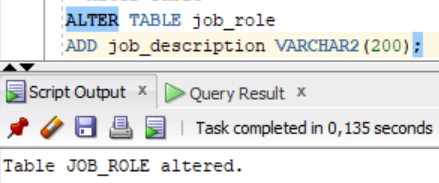 ALTER TABLE job_role
ADD job_description VARCHAR2(200);
Script Output x Query Result x
Task completed in 0,135 seconds
Table JOB_ROLE altered.